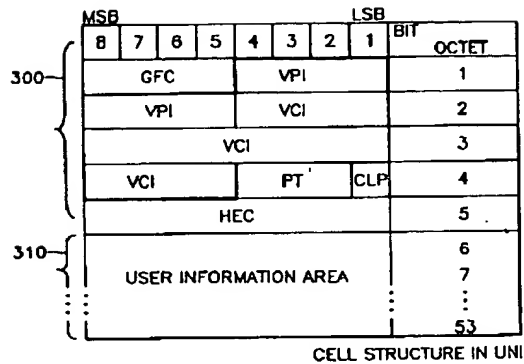 MSB LSB
8 7 6 5 4 3 2 1 BIT OCTET
300 GFC VPI 1
VPI VCI 2
VCI 3
VCI PT CLP 4
HEC 5
310 6
USER INFORMATION AREA 7
53
CELL STRUCTURE IN UNI